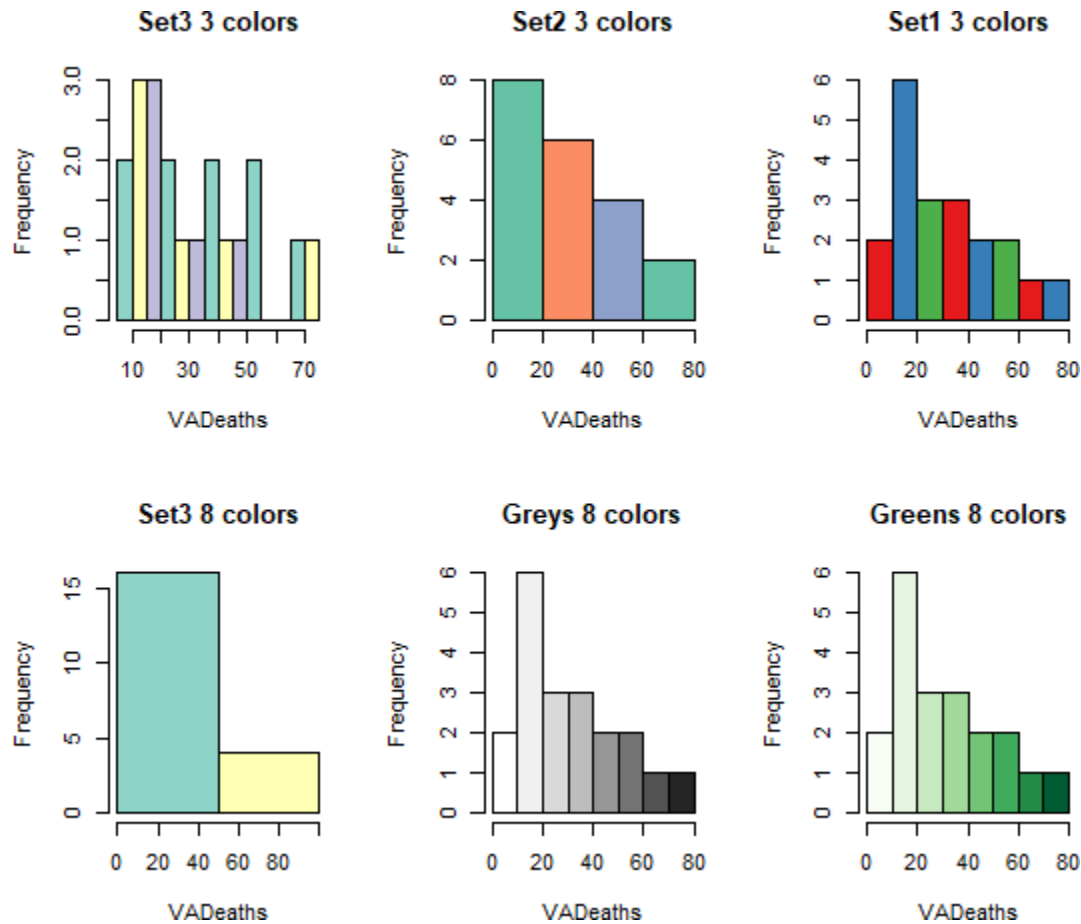 Set3 3 colors
Frequency
0.0 1.0 2.0 3.0
10 30 50 70
VADeaths
Set2 3 colors
Frequency
0 2 4 6 8
0 20 40 60 80
VADeaths
Set1 3 colors
Frequency
0 1 2 3 4 5 6
0 20 40 60 80
VADeaths
Set3 8 colors
Frequency
0 5 10 15
0 20 40 60 80
VADeaths
Greys 8 colors
Frequency
0 1 2 3 4 5 6
0 20 40 60 80
VADeaths
Greens 8 colors
Frequency
0 1 2 3 4 5 6
0 20 40 60 80
VADeaths